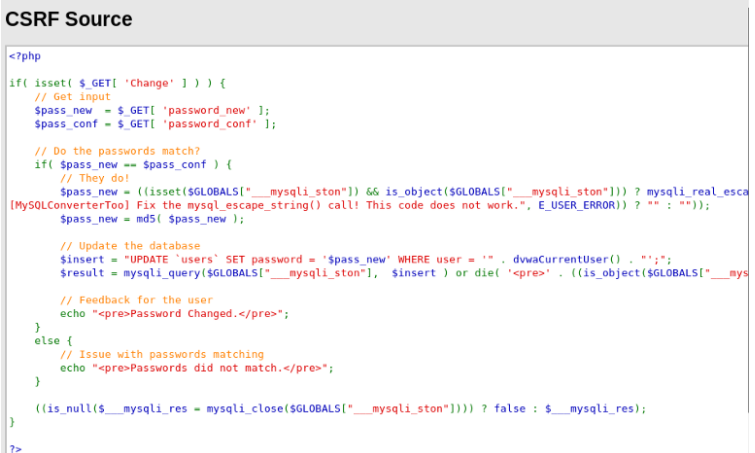 CSRF Source
<?php
if( isset( $_GET[ 'Change' ] ) ) {
// Get input
$pass_new = $_GET[ 'password_new' ];
$pass_conf = $_GET[ 'password_conf' ];
// Do the passwords match?
if( $pass_new == $pass_conf ) {
// They do!
$pass_new = ((isset($GLOBALS["___mysqli_ston"]) && is_object($GLOBALS["___mysqli_ston"])) ? mysqli_real_esca
[MySQLConverterToo] Fix the mysql_escape_string() call! This code does not work.", E_USER_ERROR)) ? "" : ""));
$pass_new = md5( $pass_new );
// Update the database
$insert = "UPDATE `users` SET password = '$pass_new' WHERE user = '" . dvwaCurrentUser() . "';";
$result = mysqli_query($GLOBALS["___mysqli_ston"], $insert ) or die( '<pre>' . ((is_object($GLOBALS["___mys
// Feedback for the user
echo "<pre>Password Changed.</pre>";
}
else {
// Issue with passwords matching
echo "<pre>Passwords did not match.</pre>";
}
((is_null($___mysqli_res = mysqli_close($GLOBALS["___mysqli_ston"]))) ? false : $___mysqli_res);
}
?>